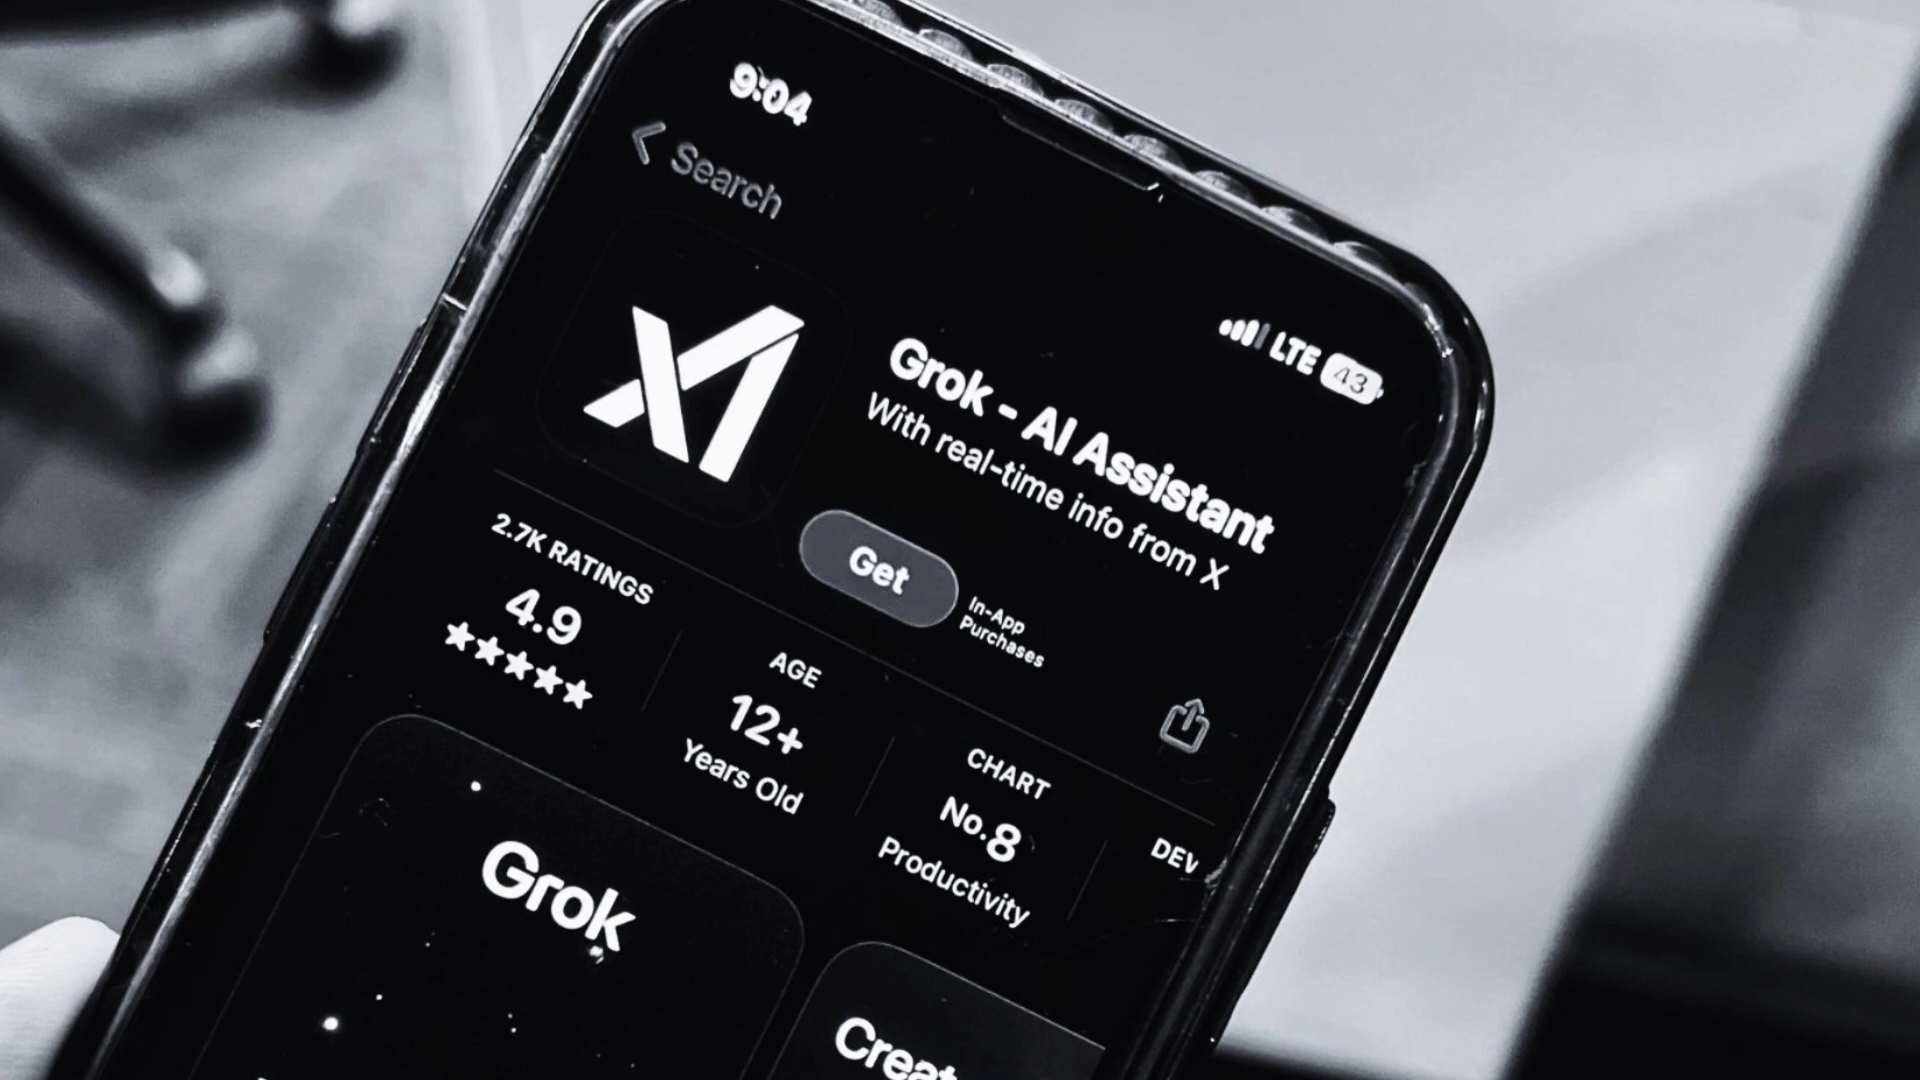 9:04
LTE 43
Search
xAI
Grok - AI Assistant
With real-time info from X
Get
In-App
Purchases
2.7K RATINGS
4.9
AGE
12+
Years Old
CHART
No.8
Productivity
DEV
Grok
Creat